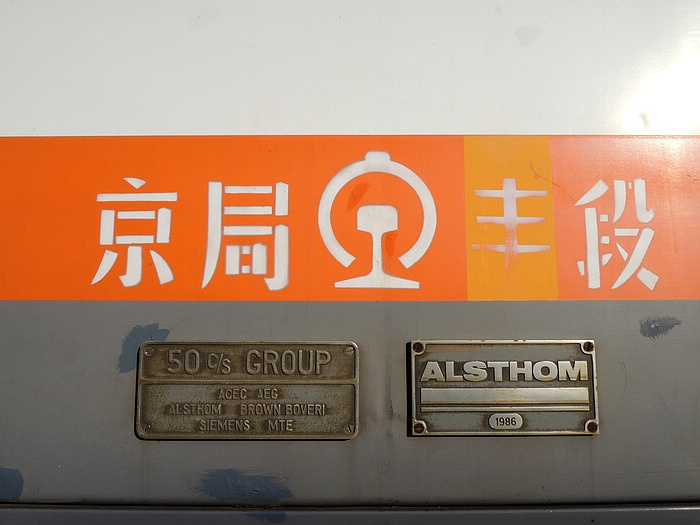 京局 丰段
50 c/s GROUP
ACEC AEG
ALSTHOM BROWN BOVERI
SIEMENS MTE
ALSTHOM
1986